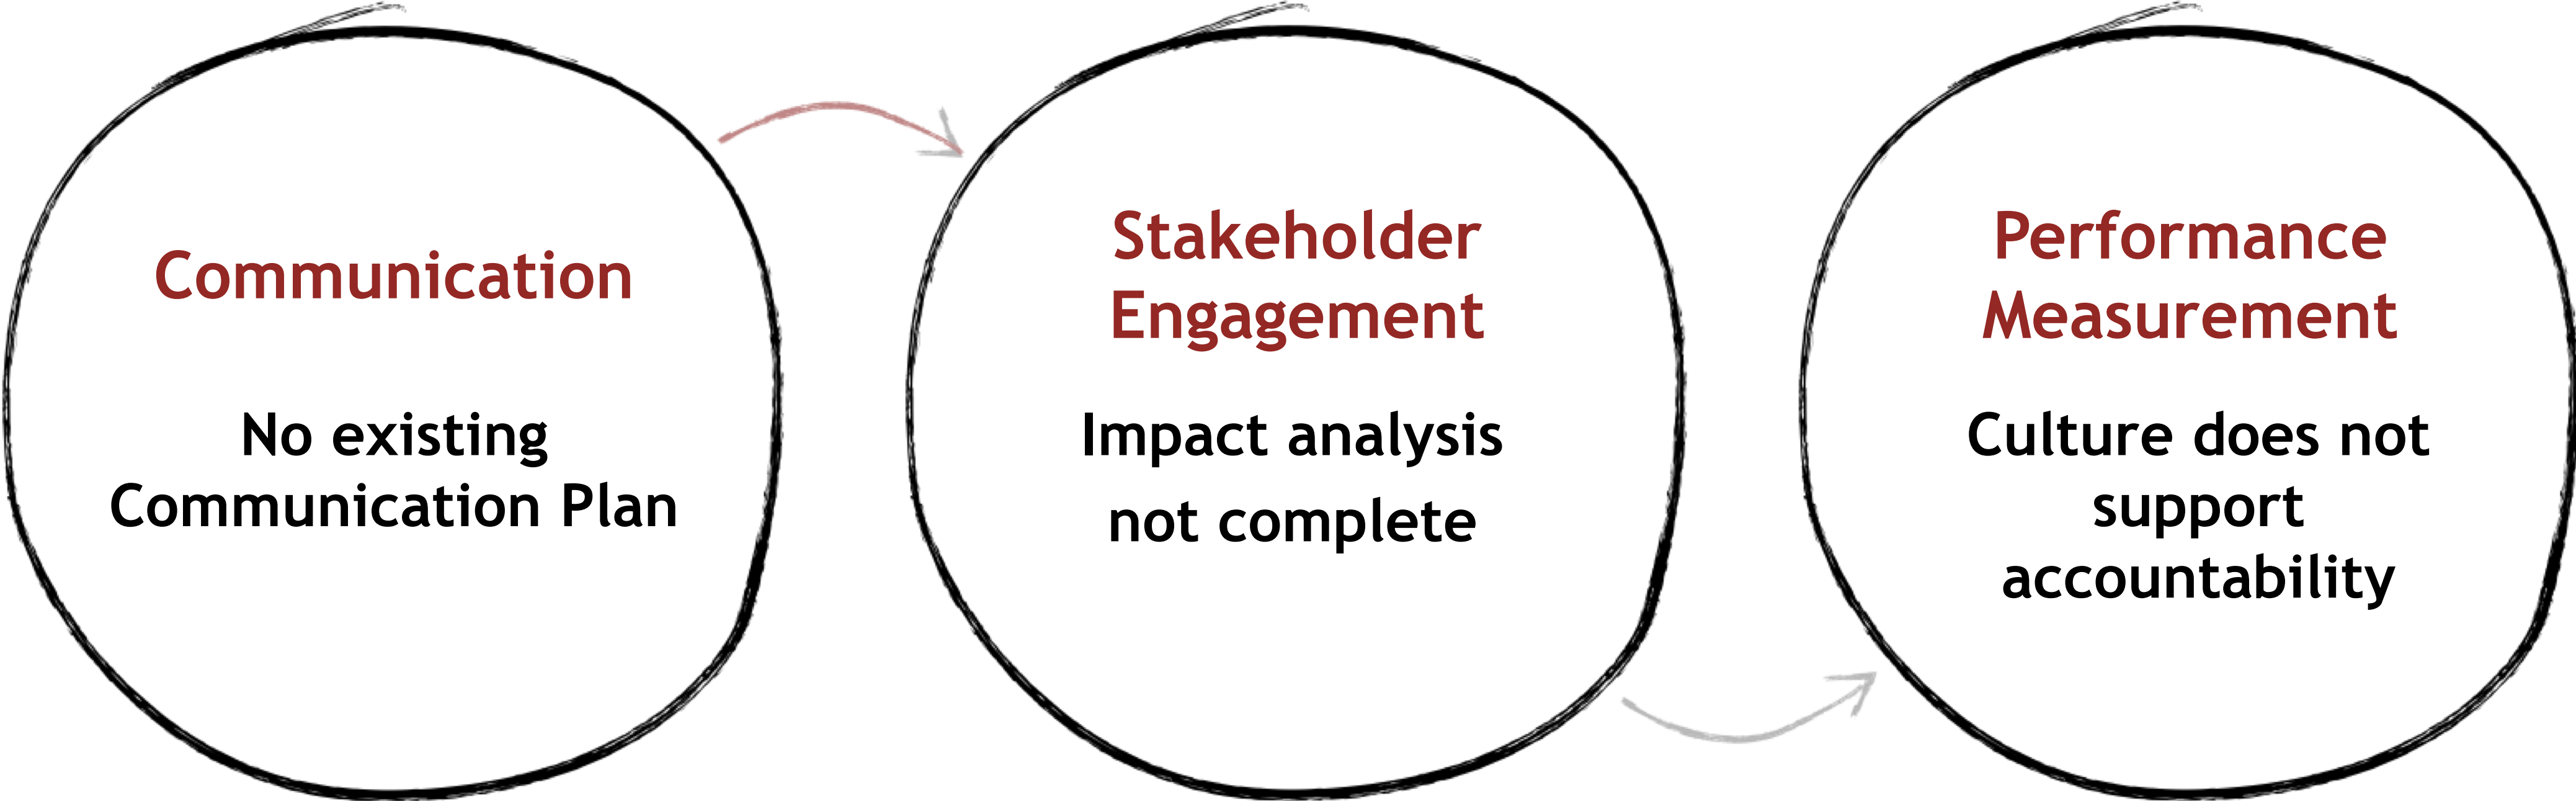 Communication
No existing
Communication Plan
Stakeholder
Engagement
Impact analysis
not complete
Performance
Measurement
Culture does not
support
accountability